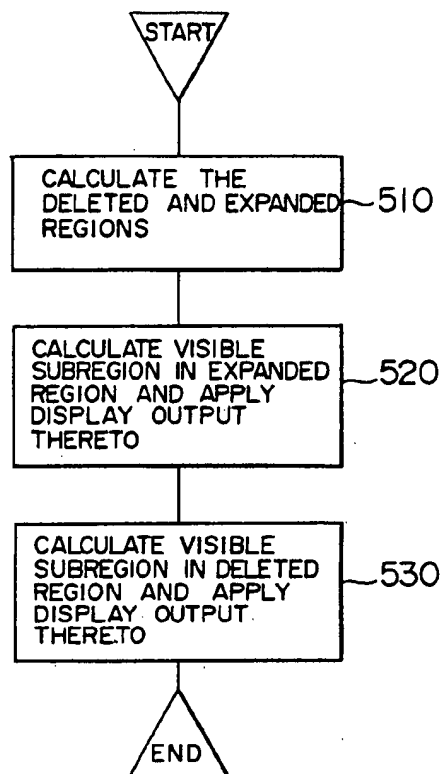 START
CALCULATE THE
DELETED AND EXPANDED
REGIONS
510
CALCULATE VISIBLE
SUBREGION IN EXPANDED
REGION AND APPLY
DISPLAY OUTPUT
THERETO
520
CALCULATE VISIBLE
SUBREGION IN DELETED
REGION AND APPLY
DISPLAY OUTPUT
THERETO
530
END